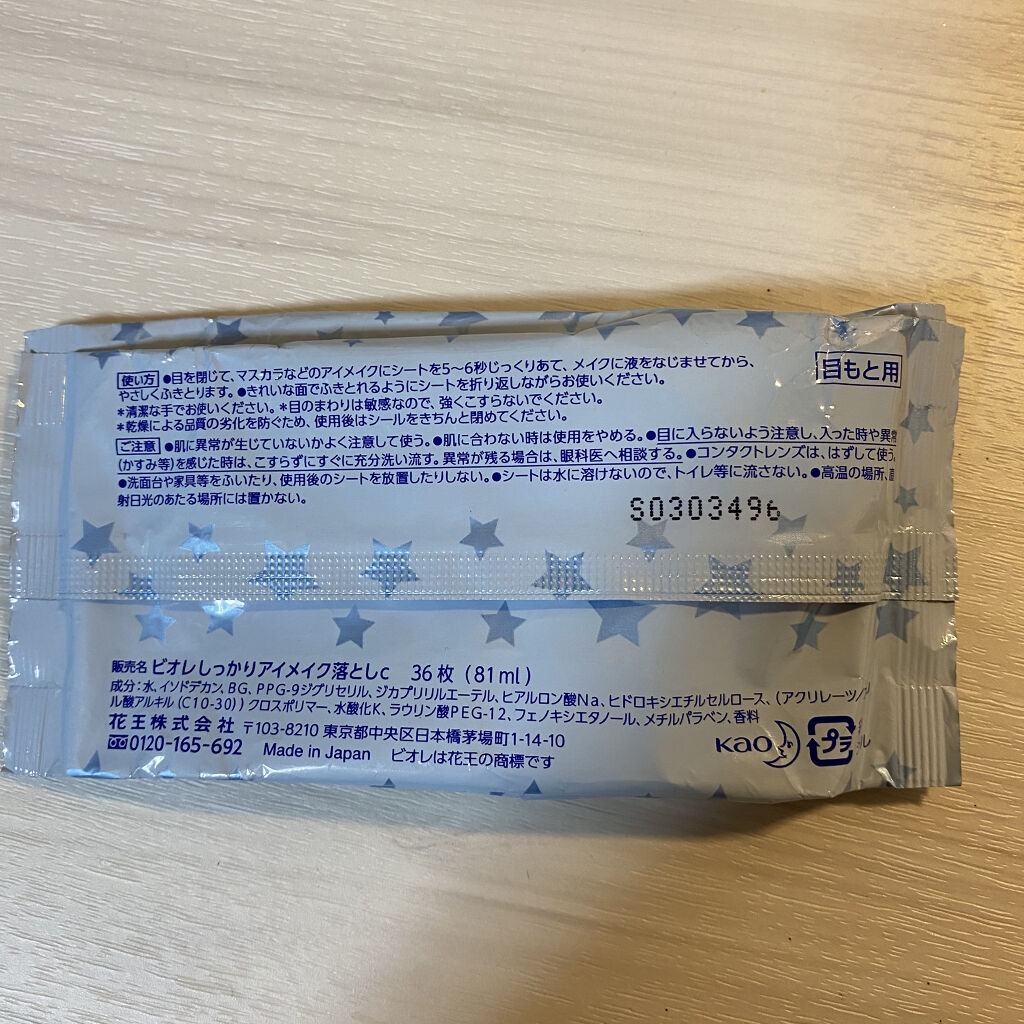 使い方 ●目を閉じて、マスカラなどのアイメイクにシートを5〜6秒じっくりあて、メイクに液をなじませてから、
やさしくふきとります。●きれいな面でふきとれるようにシートを折り返しながらお使いください。
＊清潔な手でお使いください。＊目のまわりは敏感なので、強くこすらないでください。
＊乾燥による品質の劣化を防ぐため、使用後はシールをきちんと閉めてください。
目もと用
ご注意 ●肌に異常が生じていないかよく注意して使う。●肌に合わない時は使用をやめる。●目に入らないよう注意し、入った時や異常
(かすみ等)を感じた時は、こすらずにすぐに充分洗い流す。異常が残る場合は、眼科医へ相談する。●コンタクトレンズは、はずして使う。
●洗面台や家具等をふいたり、使用後のシートを放置したりしない。●シートは水に溶けないので、トイレ等に流さない。●高温の場所、直
射日光のあたる場所には置かない。
S0303496
販売名 ビオレしっかりアイメイク落としc 36枚（81ml）
成分：水、イソドデカン、BG、PPG-9ジグリセリル、ジカプリリルエーテル、ヒアルロン酸Na、ヒドロキシエチルセルロース、(アクリレーツ/
ル酸アルキル(C10-30))クロスポリマー、水酸化K、ラウリン酸PEG-12、フェノキシエタノール、メチルパラベン、香料
花王株式会社 〒103-8210 東京都中央区日本橋茅場町1-14-10
0120-165-692 Made in Japan ビオレは花王の商標です
Kao プラ